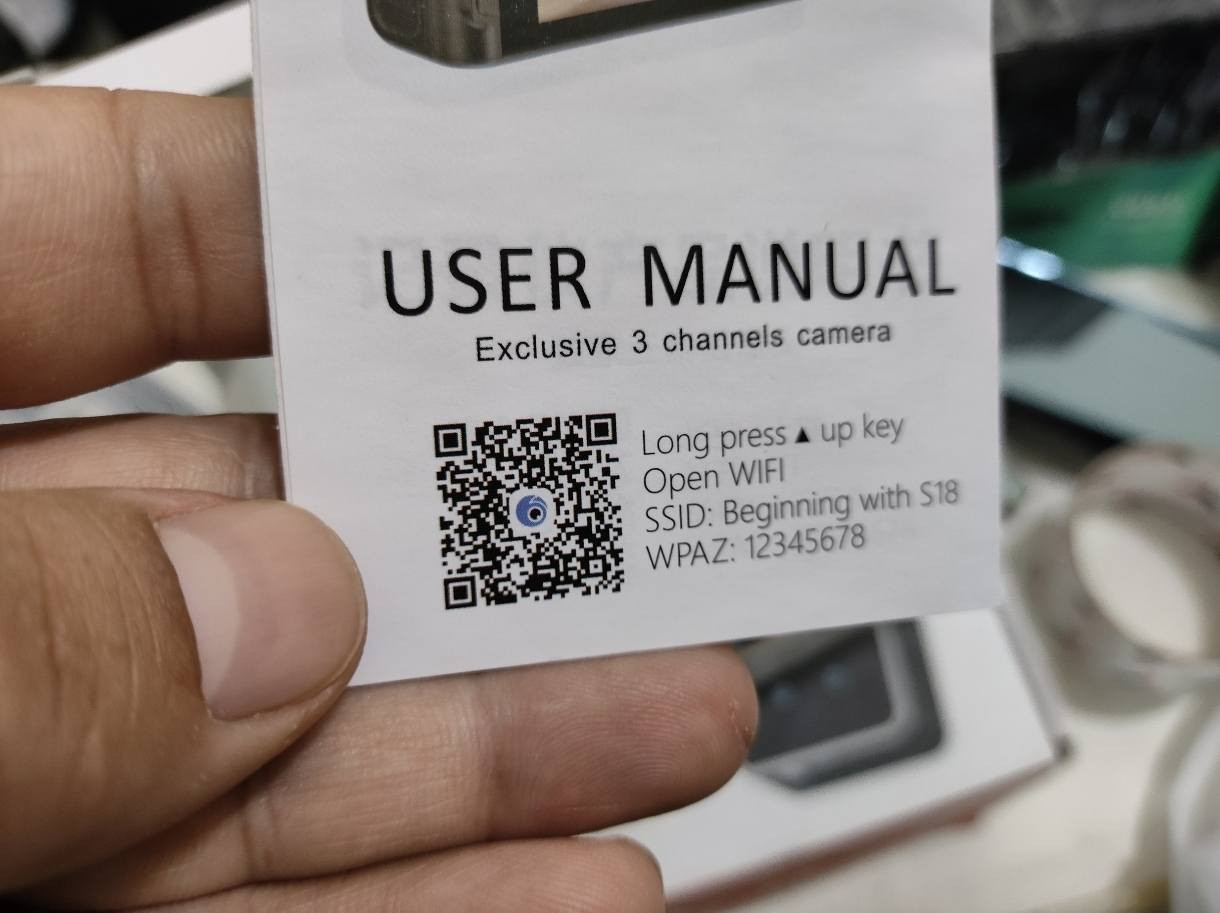 USER MANUAL
Exclusive 3 channels camera
Long press ▲ up key
Open WIFI
SSID: Beginning with S18
WPAZ: 12345678